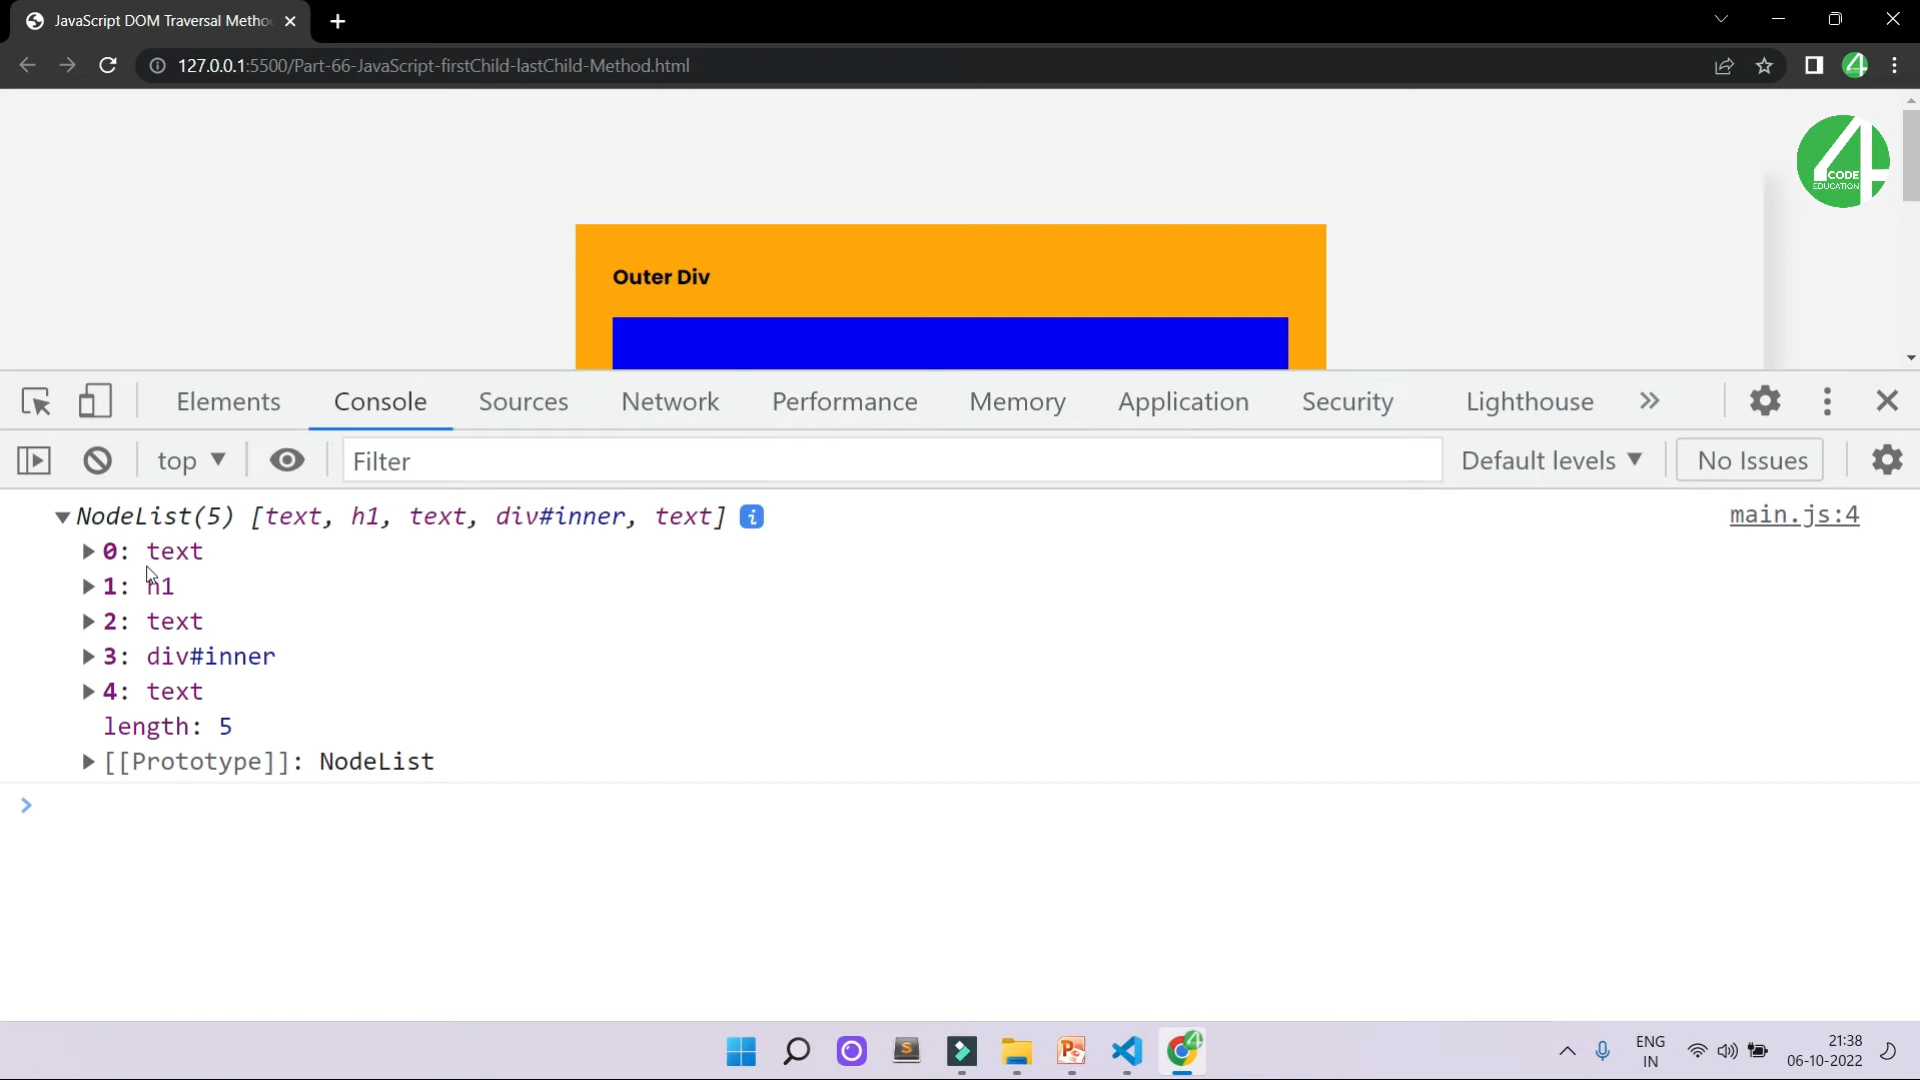 JavaScript DOM Traversal Metho
127.0.0.1:5500/Part-66-JavaScript-firstChild-lastChild-Method.html
4
CODE
EDUCATION
Outer Div
Elements Console Sources Network Performance Memory Application Security Lighthouse
top Filter Default levels No Issues
NodeList(5) [text, h1, text, div#inner, text] i main.js:4
0: text
1: h1
2: text
3: div#inner
4: text
length: 5
[[Prototype]]: NodeList
ENG 21:38
IN 06-10-2022